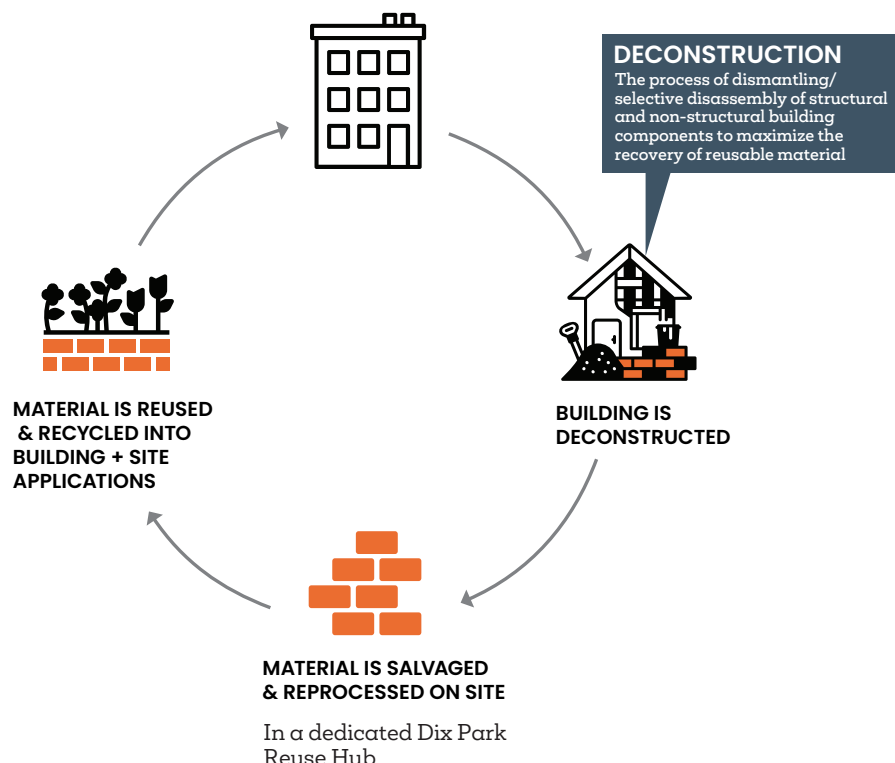 DECONSTRUCTION
The process of dismantling/
selective disassembly of structural
and non-structural building
components to maximize the
recovery of reusable material
BUILDING IS
DECONSTRUCTED
MATERIAL IS SALVAGED
& REPROCESSED ON SITE
In a dedicated Dix Park
Reuse Hub
MATERIAL IS REUSED
& RECYCLED INTO
BUILDING + SITE
APPLICATIONS